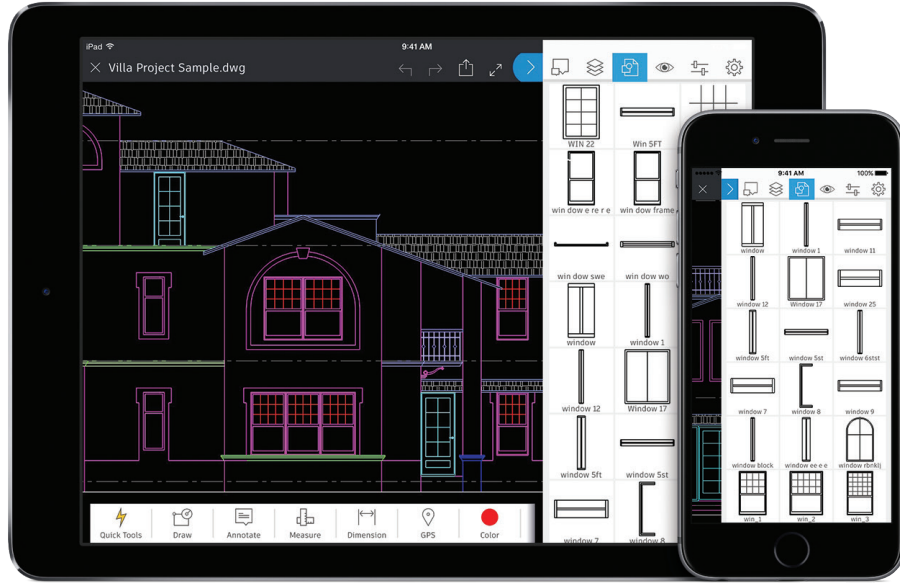 iPad
9:41 AM
Villa Project Sample.dwg
WIN 22
Win 5FT
win dow e re r e
win dow frame
win dow swe
win dow wo
window
window 1
window 12
Window 17
window 5ft
window 5st
window 7
window 8
Quick Tools
Draw
Annotate
Measure
Dimension
GPS
Color
9:41 AM
100%
window
window 1
window 11
window 12
Window 17
window 25
window 5ft
window 5st
window 6stst
window 7
window 8
window 9
window block
window ee e e
window rbnklj
win_1
win_2
win_3